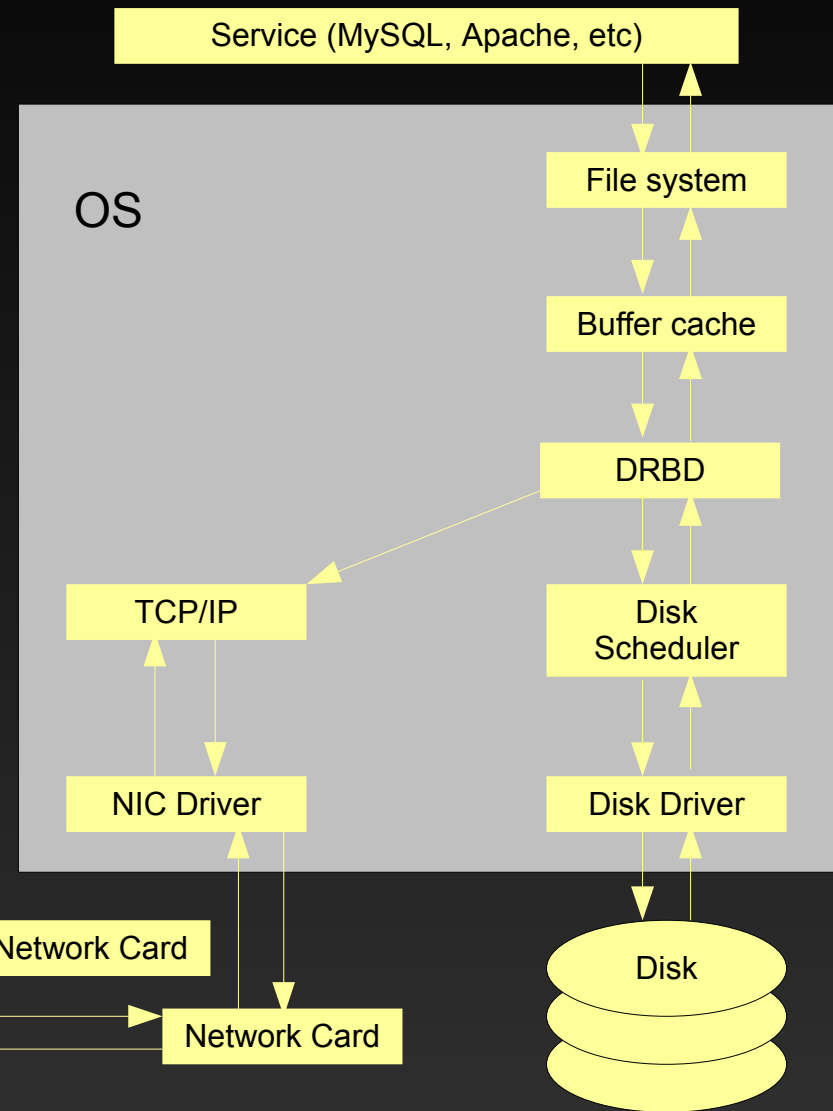 Service (MySQL, Apache, etc)
OS
File system
Buffer cache
DRBD
TCP/IP
Disk
Scheduler
NIC Driver
Disk Driver
Network Card
Disk
Network Card